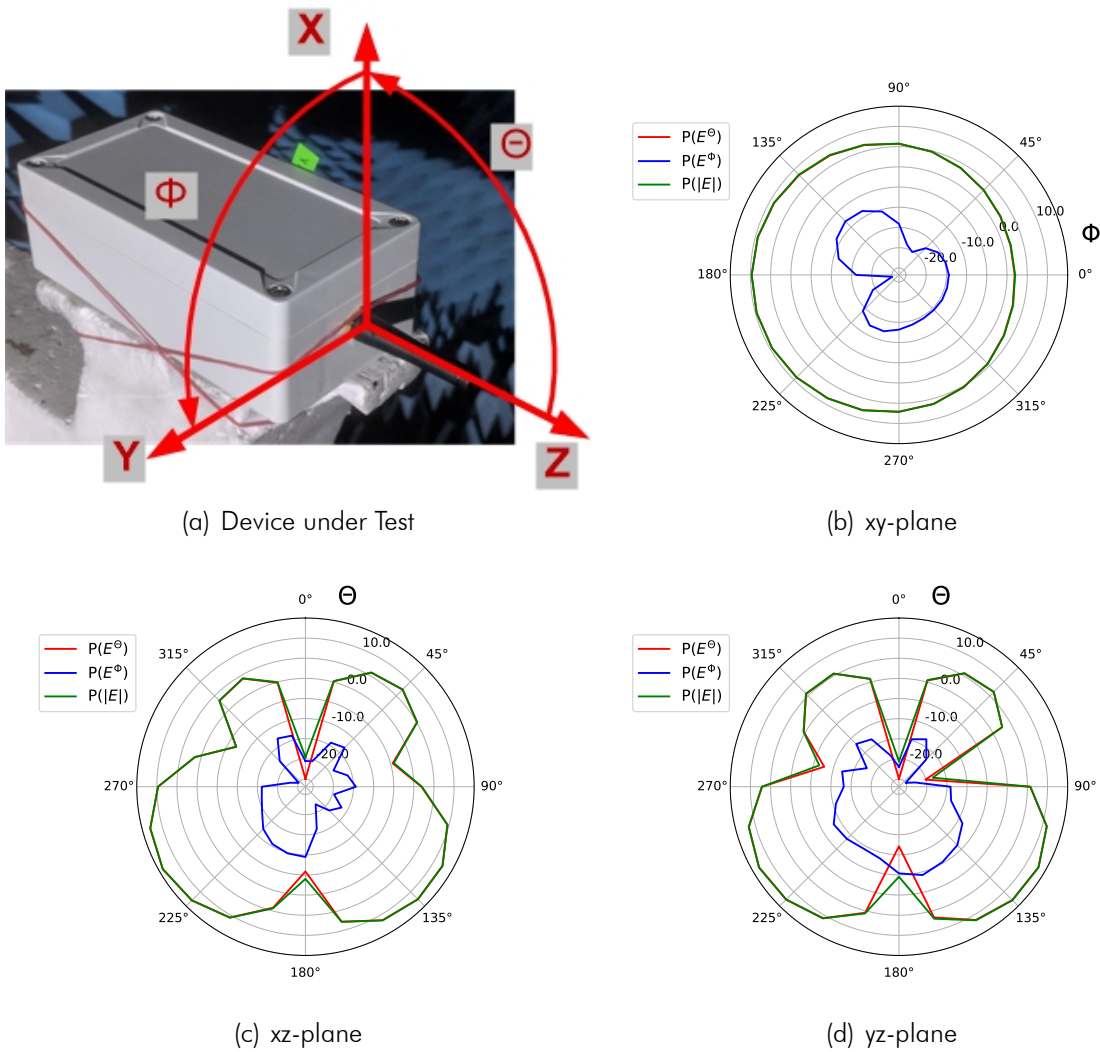 X
Θ
Φ
Y
Z
(a) Device under Test
P(E^Θ)
P(E^Φ)
P(|E|)
90°
45°
135°
10.0
0.0
-10.0
-20.0
Φ
180°
0°
225°
315°
270°
(b) xy-plane
P(E^Θ)
P(E^Φ)
P(|E|)
0°
Θ
315°
10.0
45°
0.0
-10.0
-20.0
270°
90°
225°
135°
180°
(c) xz-plane
P(E^Θ)
P(E^Φ)
P(|E|)
0°
Θ
315°
10.0
45°
0.0
-10.0
-20.0
270°
90°
225°
135°
180°
(d) yz-plane